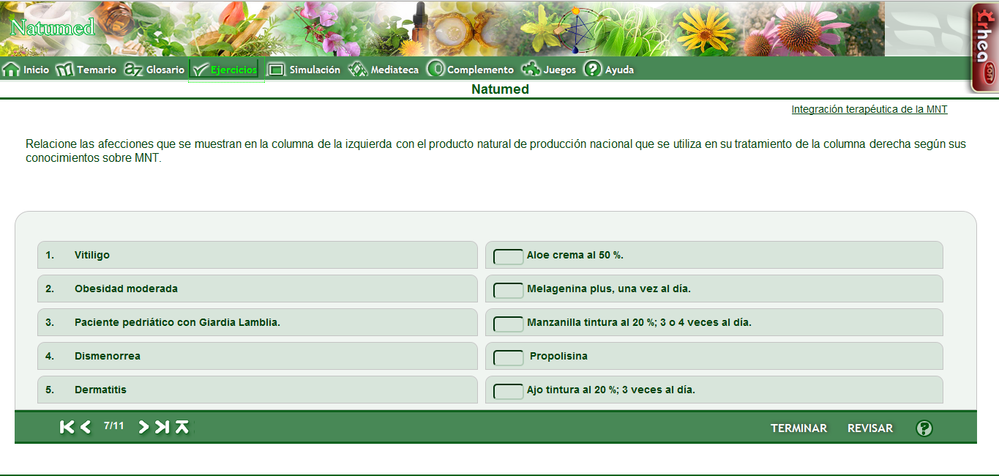 Natumed
rhea
soft
Inicio Temario Glosario Ejercicios Simulación Mediateca Complemento Juegos Ayuda
Natumed
Integración terapéutica de la MNT
Relacione las afecciones que se muestran en la columna de la izquierda con el producto natural de producción nacional que se utiliza en su tratamiento de la columna derecha según sus
conocimientos sobre MNT.
1. Vitiligo
Aloe crema al 50 %.
2. Obesidad moderada
Melagenina plus, una vez al día.
3. Paciente pedriático con Giardia Lamblia.
Manzanilla tintura al 20 %; 3 o 4 veces al día.
4. Dismenorrea
Propolisina
5. Dermatitis
Ajo tintura al 20 %; 3 veces al día.
7/11 TERMINAR REVISAR ?